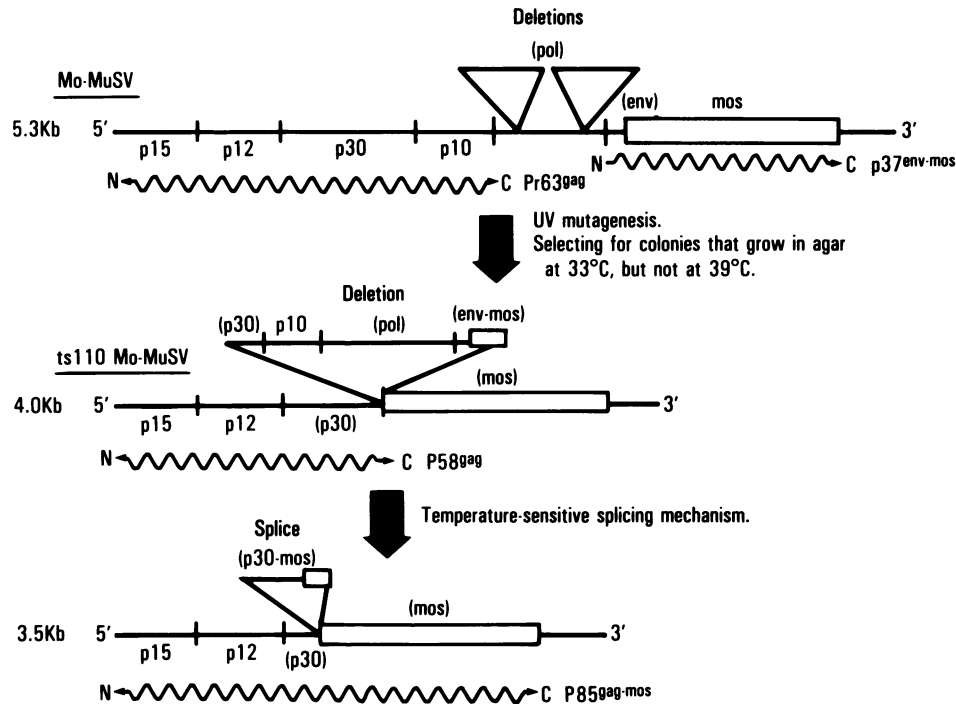 Deletions
(pol)
Mo-MuSV
(env) mos
5.3Kb 5' 3'
p15 p12 p30 p10
N C p37env-mos
N C Pr63gag
UV mutagenesis.
Selecting for colonies that grow in agar
at 33°C, but not at 39°C.
Deletion
(p30) p10 (pol) (env-mos)
ts110 Mo-MuSV
(mos)
4.0Kb 5' 3'
p15 p12 (p30)
N C P58gag
Temperature-sensitive splicing mechanism.
Splice
(p30-mos)
(mos)
3.5Kb 5' 3'
p15 p12 (p30)
N C P85gag-mos